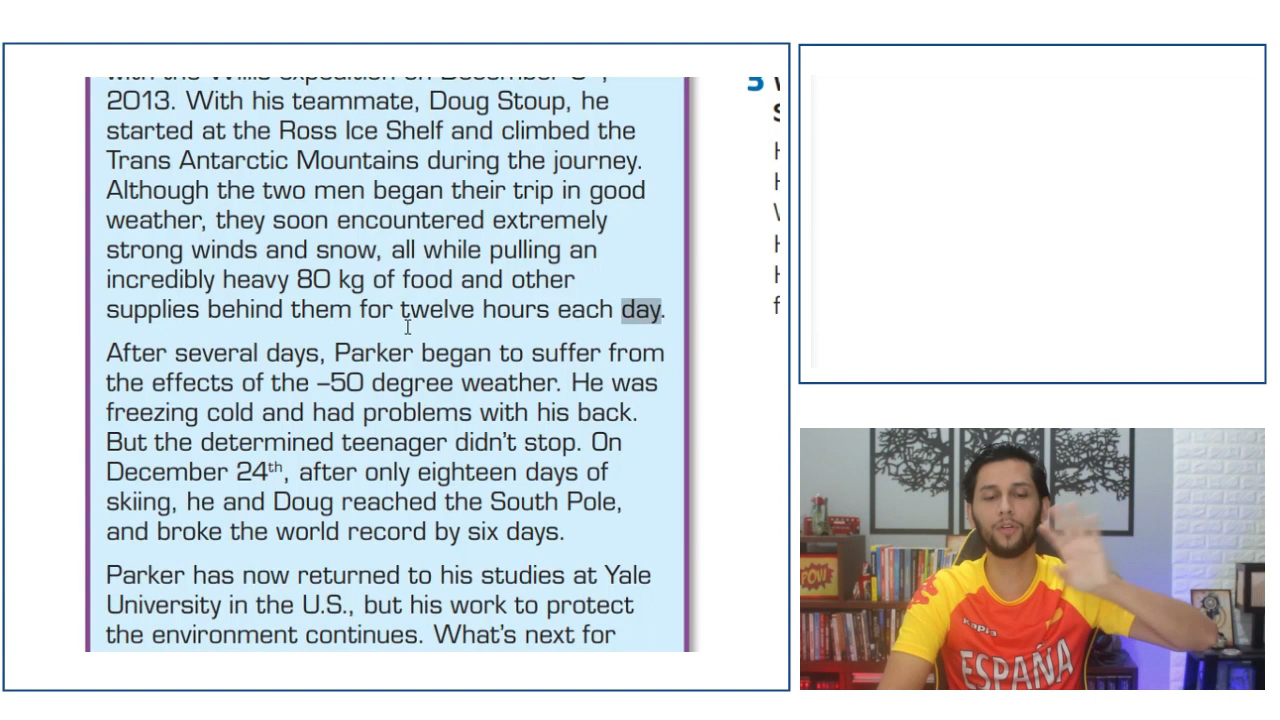 2013. With his teammate, Doug Stoup, he
started at the Ross Ice Shelf and climbed the
Trans Antarctic Mountains during the journey.
Although the two men began their trip in good
weather, they soon encountered extremely
strong winds and snow, all while pulling an
incredibly heavy 80 kg of food and other
supplies behind them for twelve hours each day.
After several days, Parker began to suffer from
the effects of the –50 degree weather. He was
freezing cold and had problems with his back.
But the determined teenager didn't stop. On
December 24th, after only eighteen days of
skiing, he and Doug reached the South Pole,
and broke the world record by six days.
Parker has now returned to his studies at Yale
University in the U.S., but his work to protect
the environment continues. What's next for
POW!
Kapia
ESPAÑA